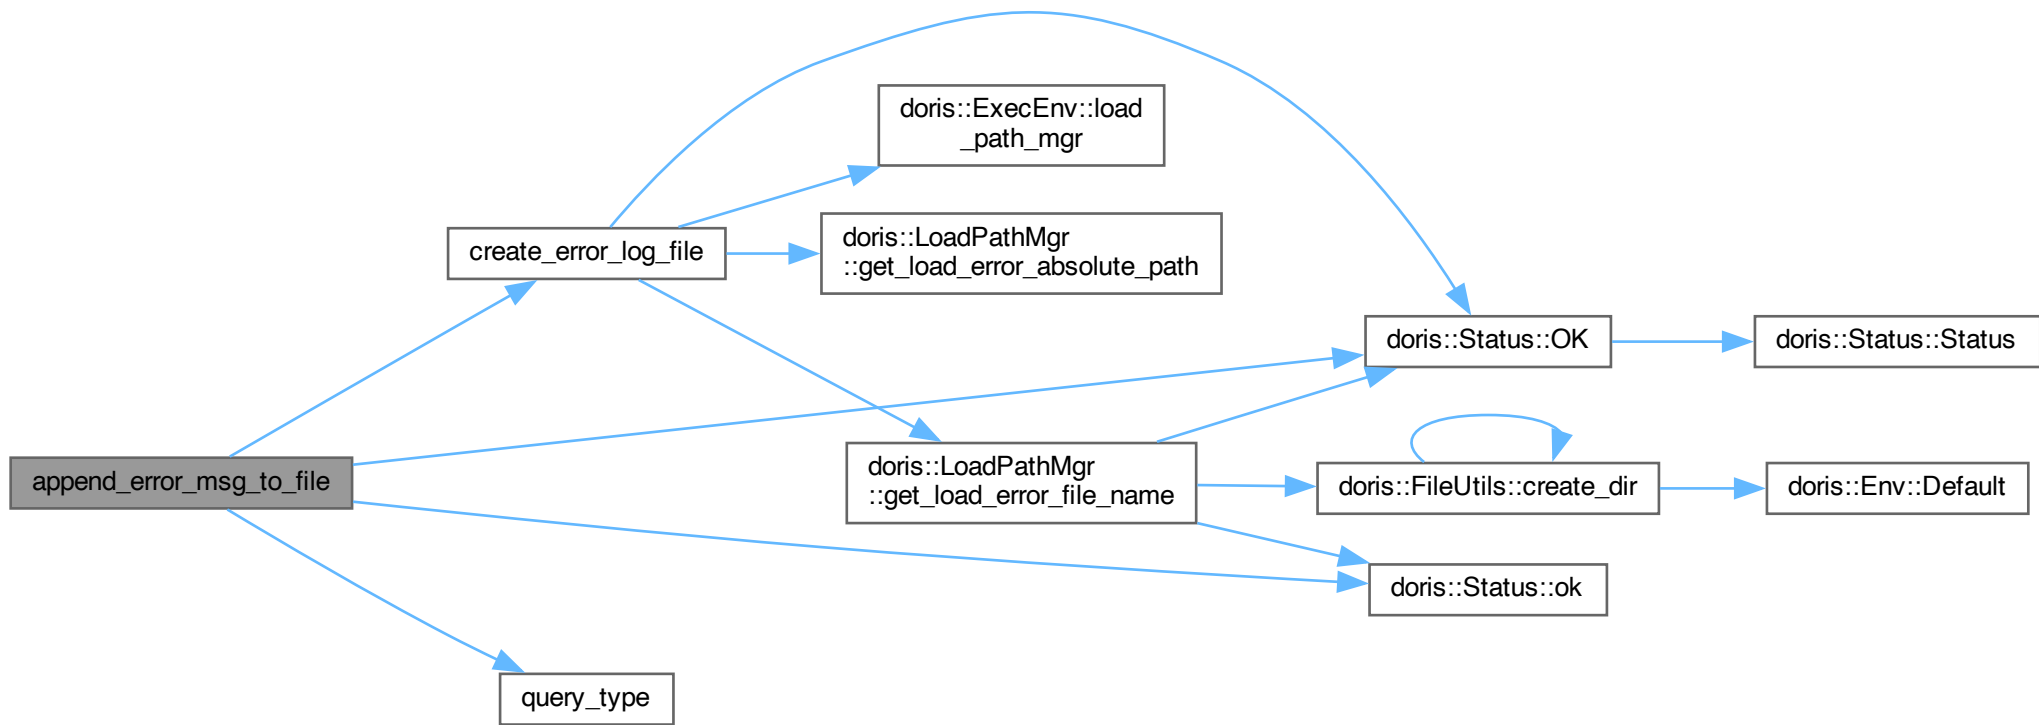 append_error_msg_to_file
create_error_log_file
query_type
doris::ExecEnv::load
_path_mgr
doris::LoadPathMgr
::get_load_error_absolute_path
doris::LoadPathMgr
::get_load_error_file_name
doris::Status::OK
doris::FileUtils::create_dir
doris::Status::ok
doris::Status::Status
doris::Env::Default